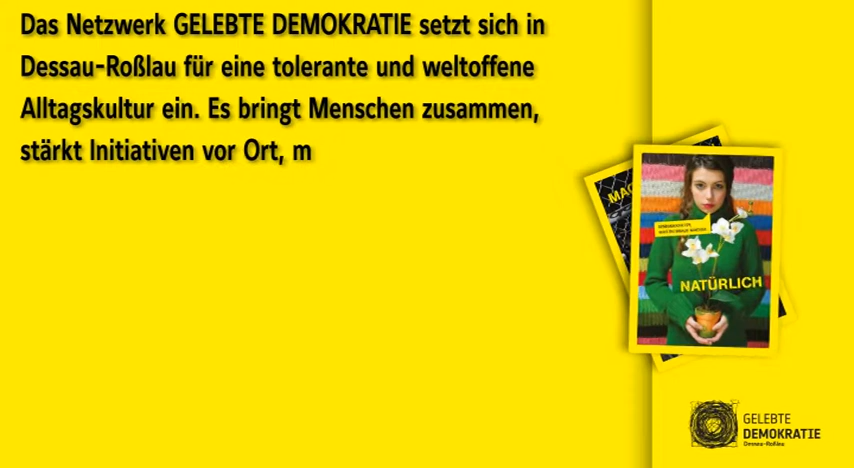 Das Netzwerk GELEBTE DEMOKRATIE setzt sich in
Dessau-Roßlau für eine tolerante und weltoffene
Alltagskultur ein. Es bringt Menschen zusammen,
stärkt Initiativen vor Ort, m
NATÜRLICH
GELEBTE
DEMOKRATIE
Dessau-Roßlau